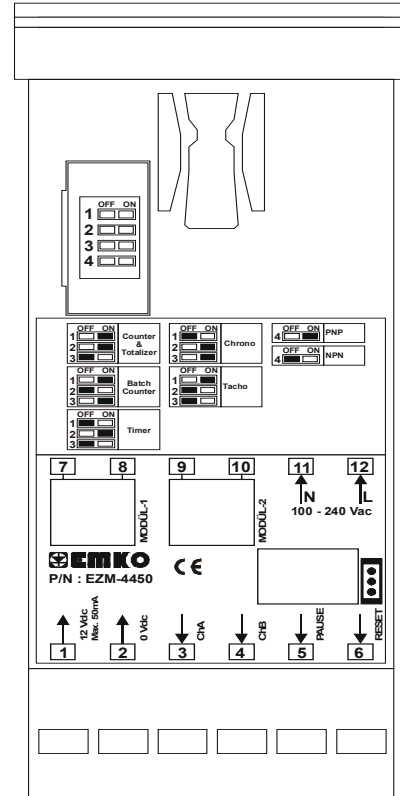 OFF ON
1
2
3
4
OFF ON
1
2
3
Counter
&
Totalizer
OFF ON
1
2
3
Chrono
OFF ON
4
PNP
OFF ON
4
NPN
OFF ON
1
2
3
Batch
Counter
OFF ON
1
2
3
Tacho
OFF ON
1
2
3
Timer
7 8 9 10 11 12
MODÜL-1
MODÜL-2
N L
100 - 240 Vac
EMKO
P/N : EZM-4450
CE
12 Vdc
Max. 50mA
0 Vdc
ChA
ChB
PAUSE
RESET
1 2 3 4 5 6